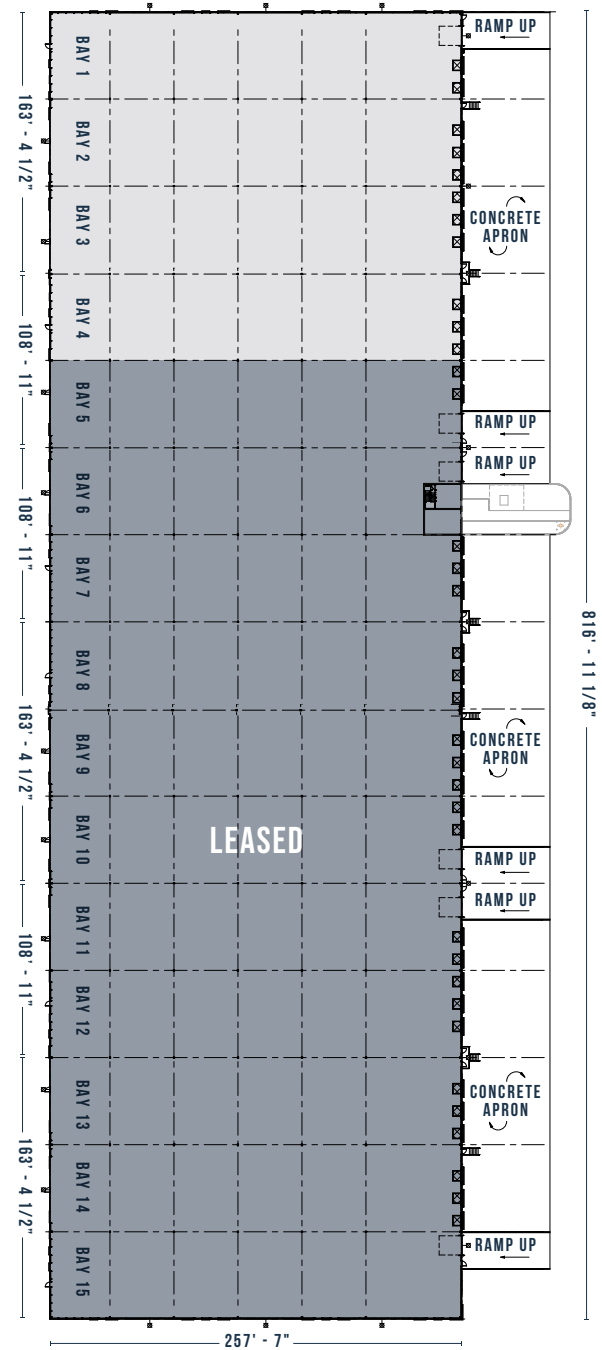 RAMP UP
BAY 1
163' - 4 1/2"
BAY 2
CONCRETE
APRON
BAY 3
BAY 4
108' - 11"
BAY 5
RAMP UP
RAMP UP
BAY 6
108' - 11"
BAY 7
816' - 11 1/8"
BAY 8
163' - 4 1/2"
CONCRETE
APRON
BAY 9
LEASED
BAY 10
RAMP UP
RAMP UP
BAY 11
108' - 11"
BAY 12
CONCRETE
APRON
BAY 13
163' - 4 1/2"
BAY 14
RAMP UP
BAY 15
257' - 7"